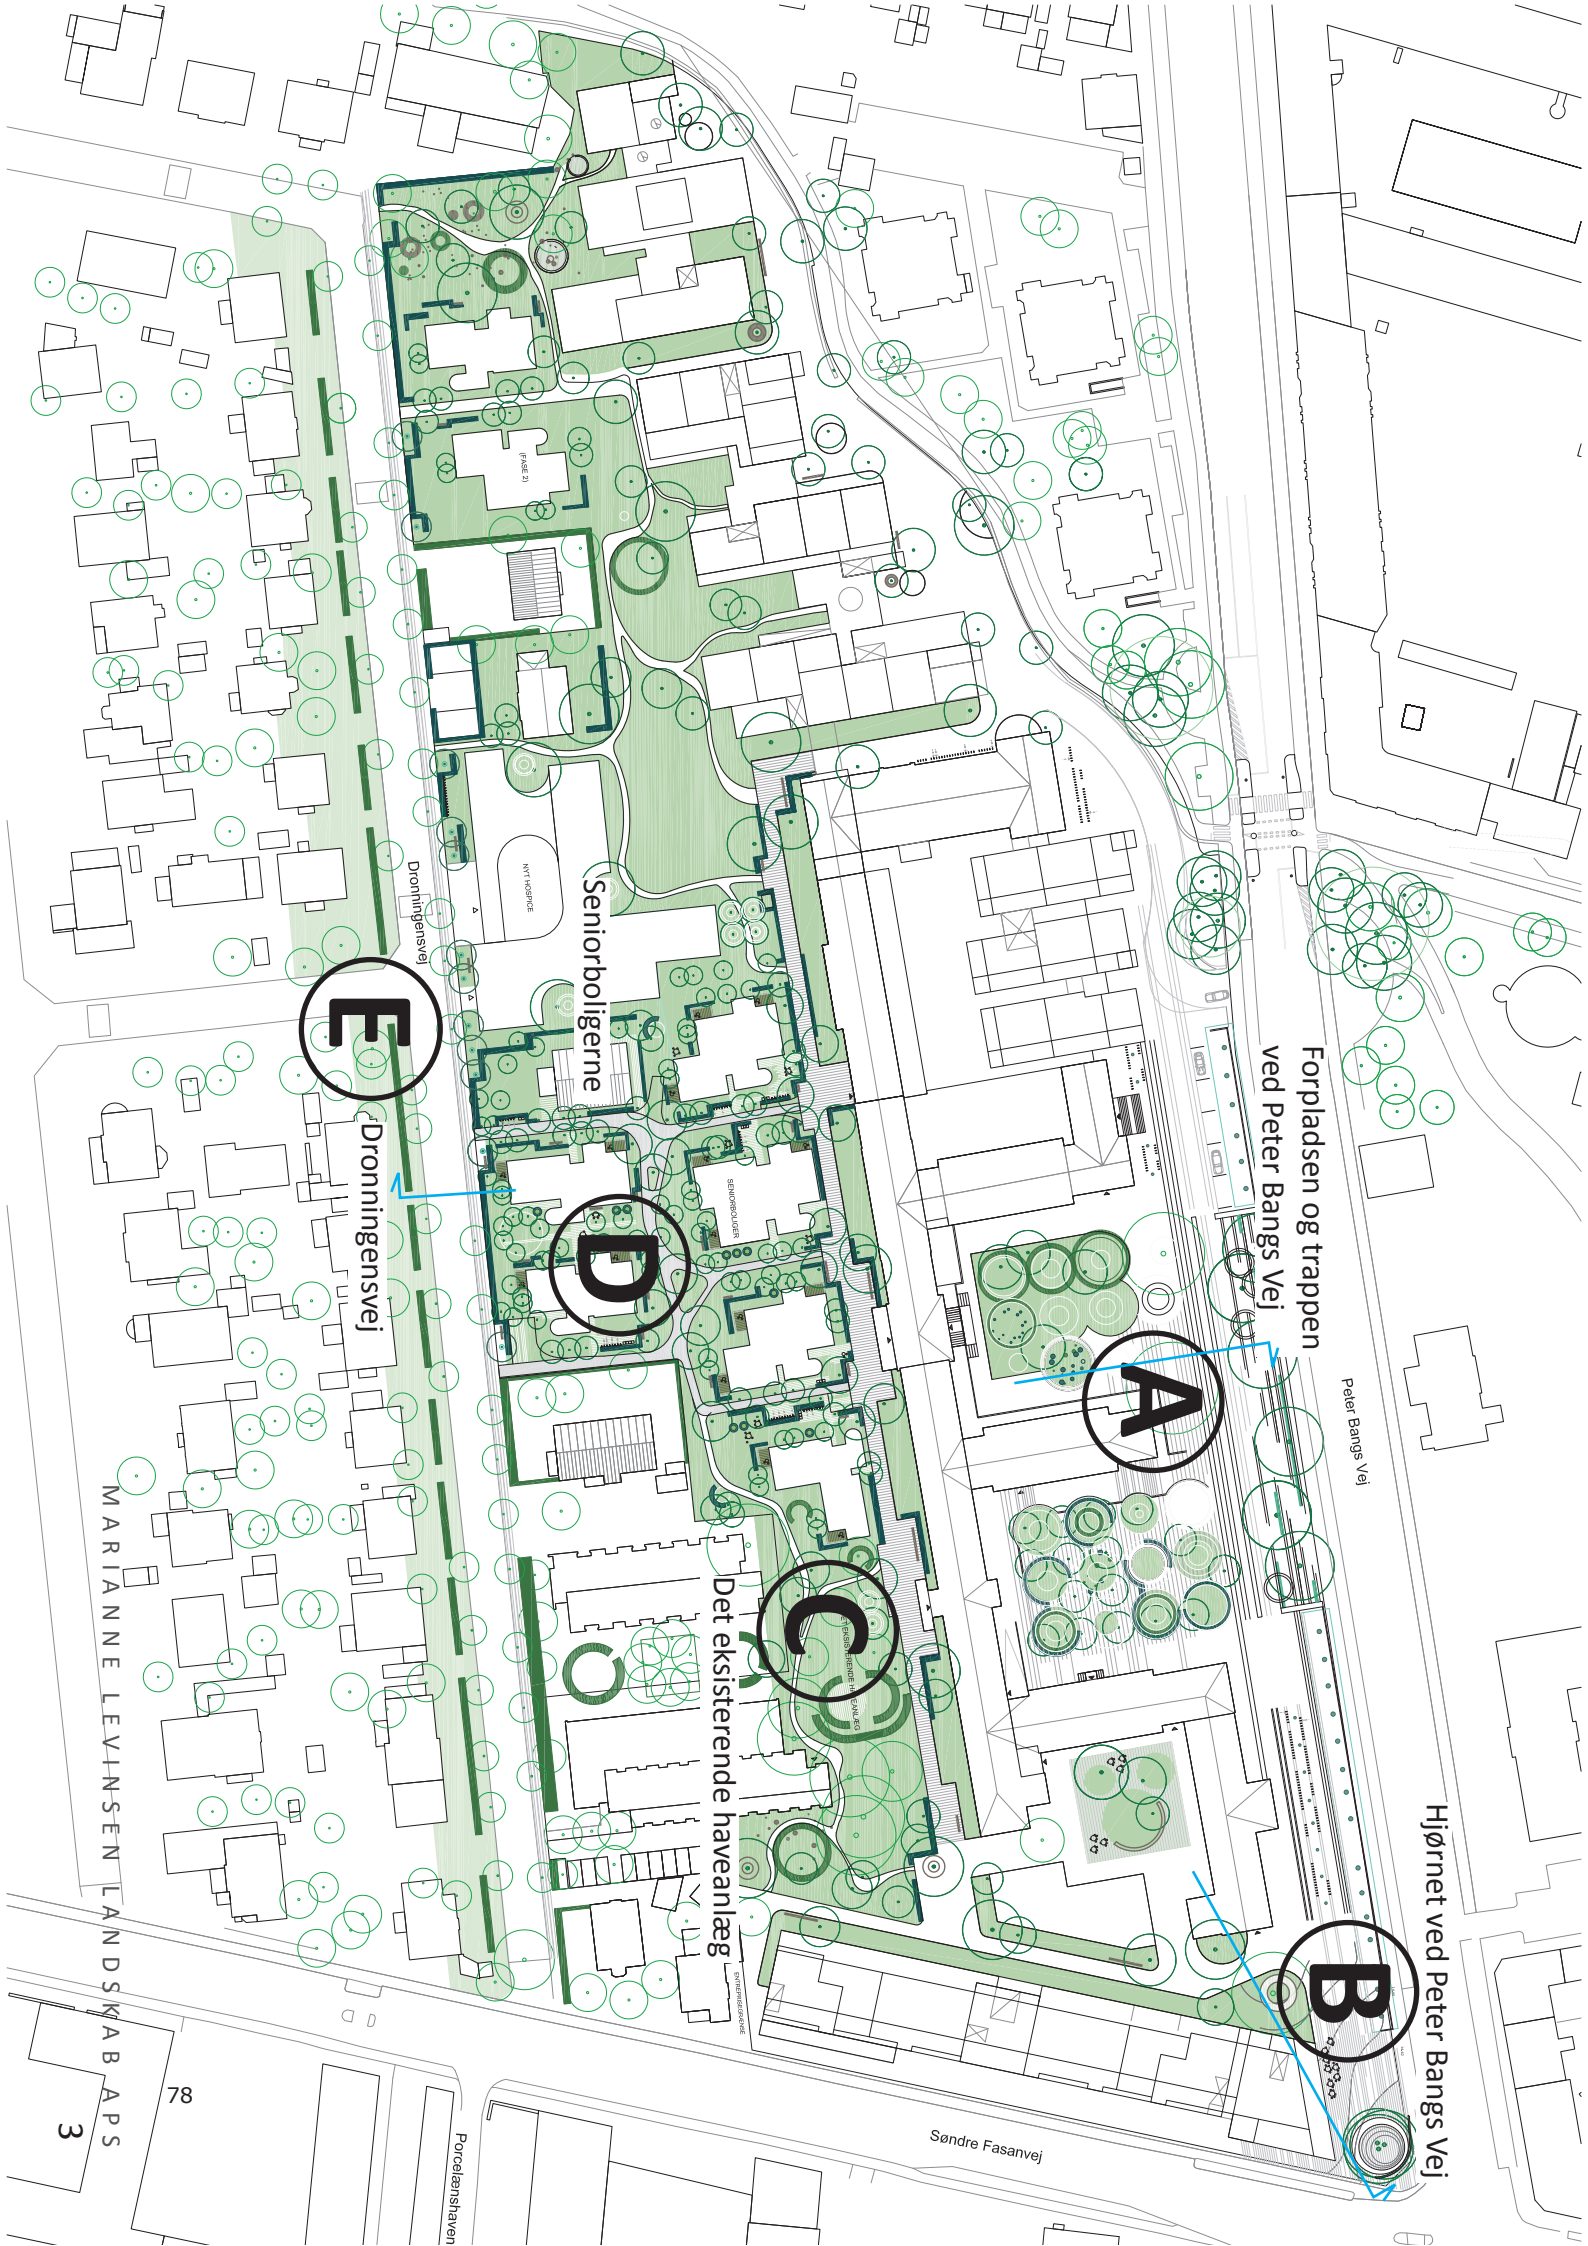 Forpladsen og trappen
ved Peter Bangs Vej
A
Peter Bangs Vej
Hjørnet ved Peter Bangs Vej
B
Det eksisterende haveanlæg
C
Seniorboligerne
D
SENIORBOLIGER
(FASE 2)
NYT HOSPICE
Dronningensvej
E
Dronningensvej
ENTREPRISEGRÆNSE
Søndre Fasanvej
Porcelænshaven
MARIANNE LEVINSEN LANDSKAB APS
78
3